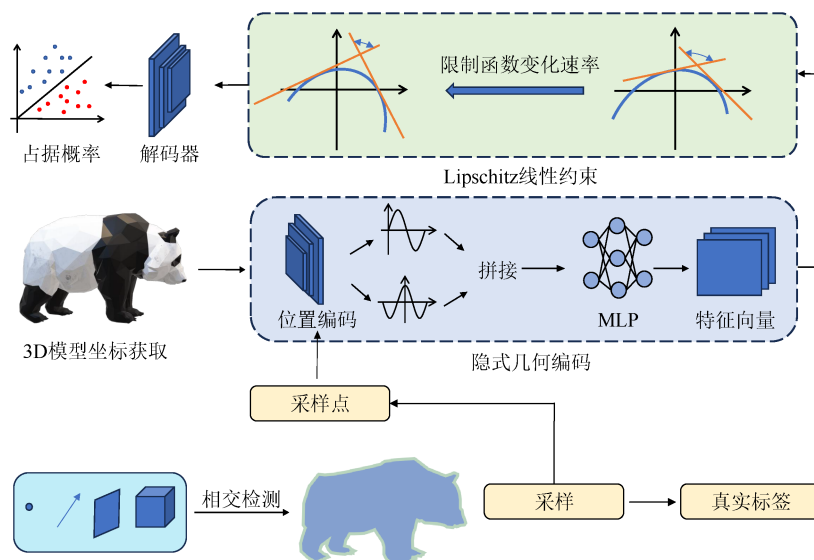 限制函数变化速率
占据概率
解码器
Lipschitz线性约束
拼接
位置编码
MLP
特征向量
3D模型坐标获取
隐式几何编码
采样点
相交检测
采样
真实标签